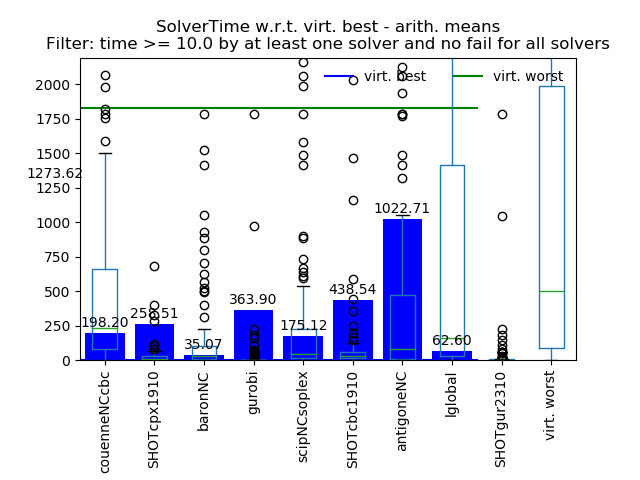 SolverTime w.r.t. virt. best - arith. means
Filter: time >= 10.0 by at least one solver and no fail for all solvers
virt. best
virt. worst
2000
1750
1500
1250
1000
750
500
250
0
1273.62
198.20
258.51
35.07
363.90
175.12
438.54
1022.71
62.60
couenneNCcbc
SHOTcpx1910
baronNC
gurobi
scipNCsoplex
SHOTcbc1910
antigoneNC
lglobal
SHOTgur2310
virt. worst